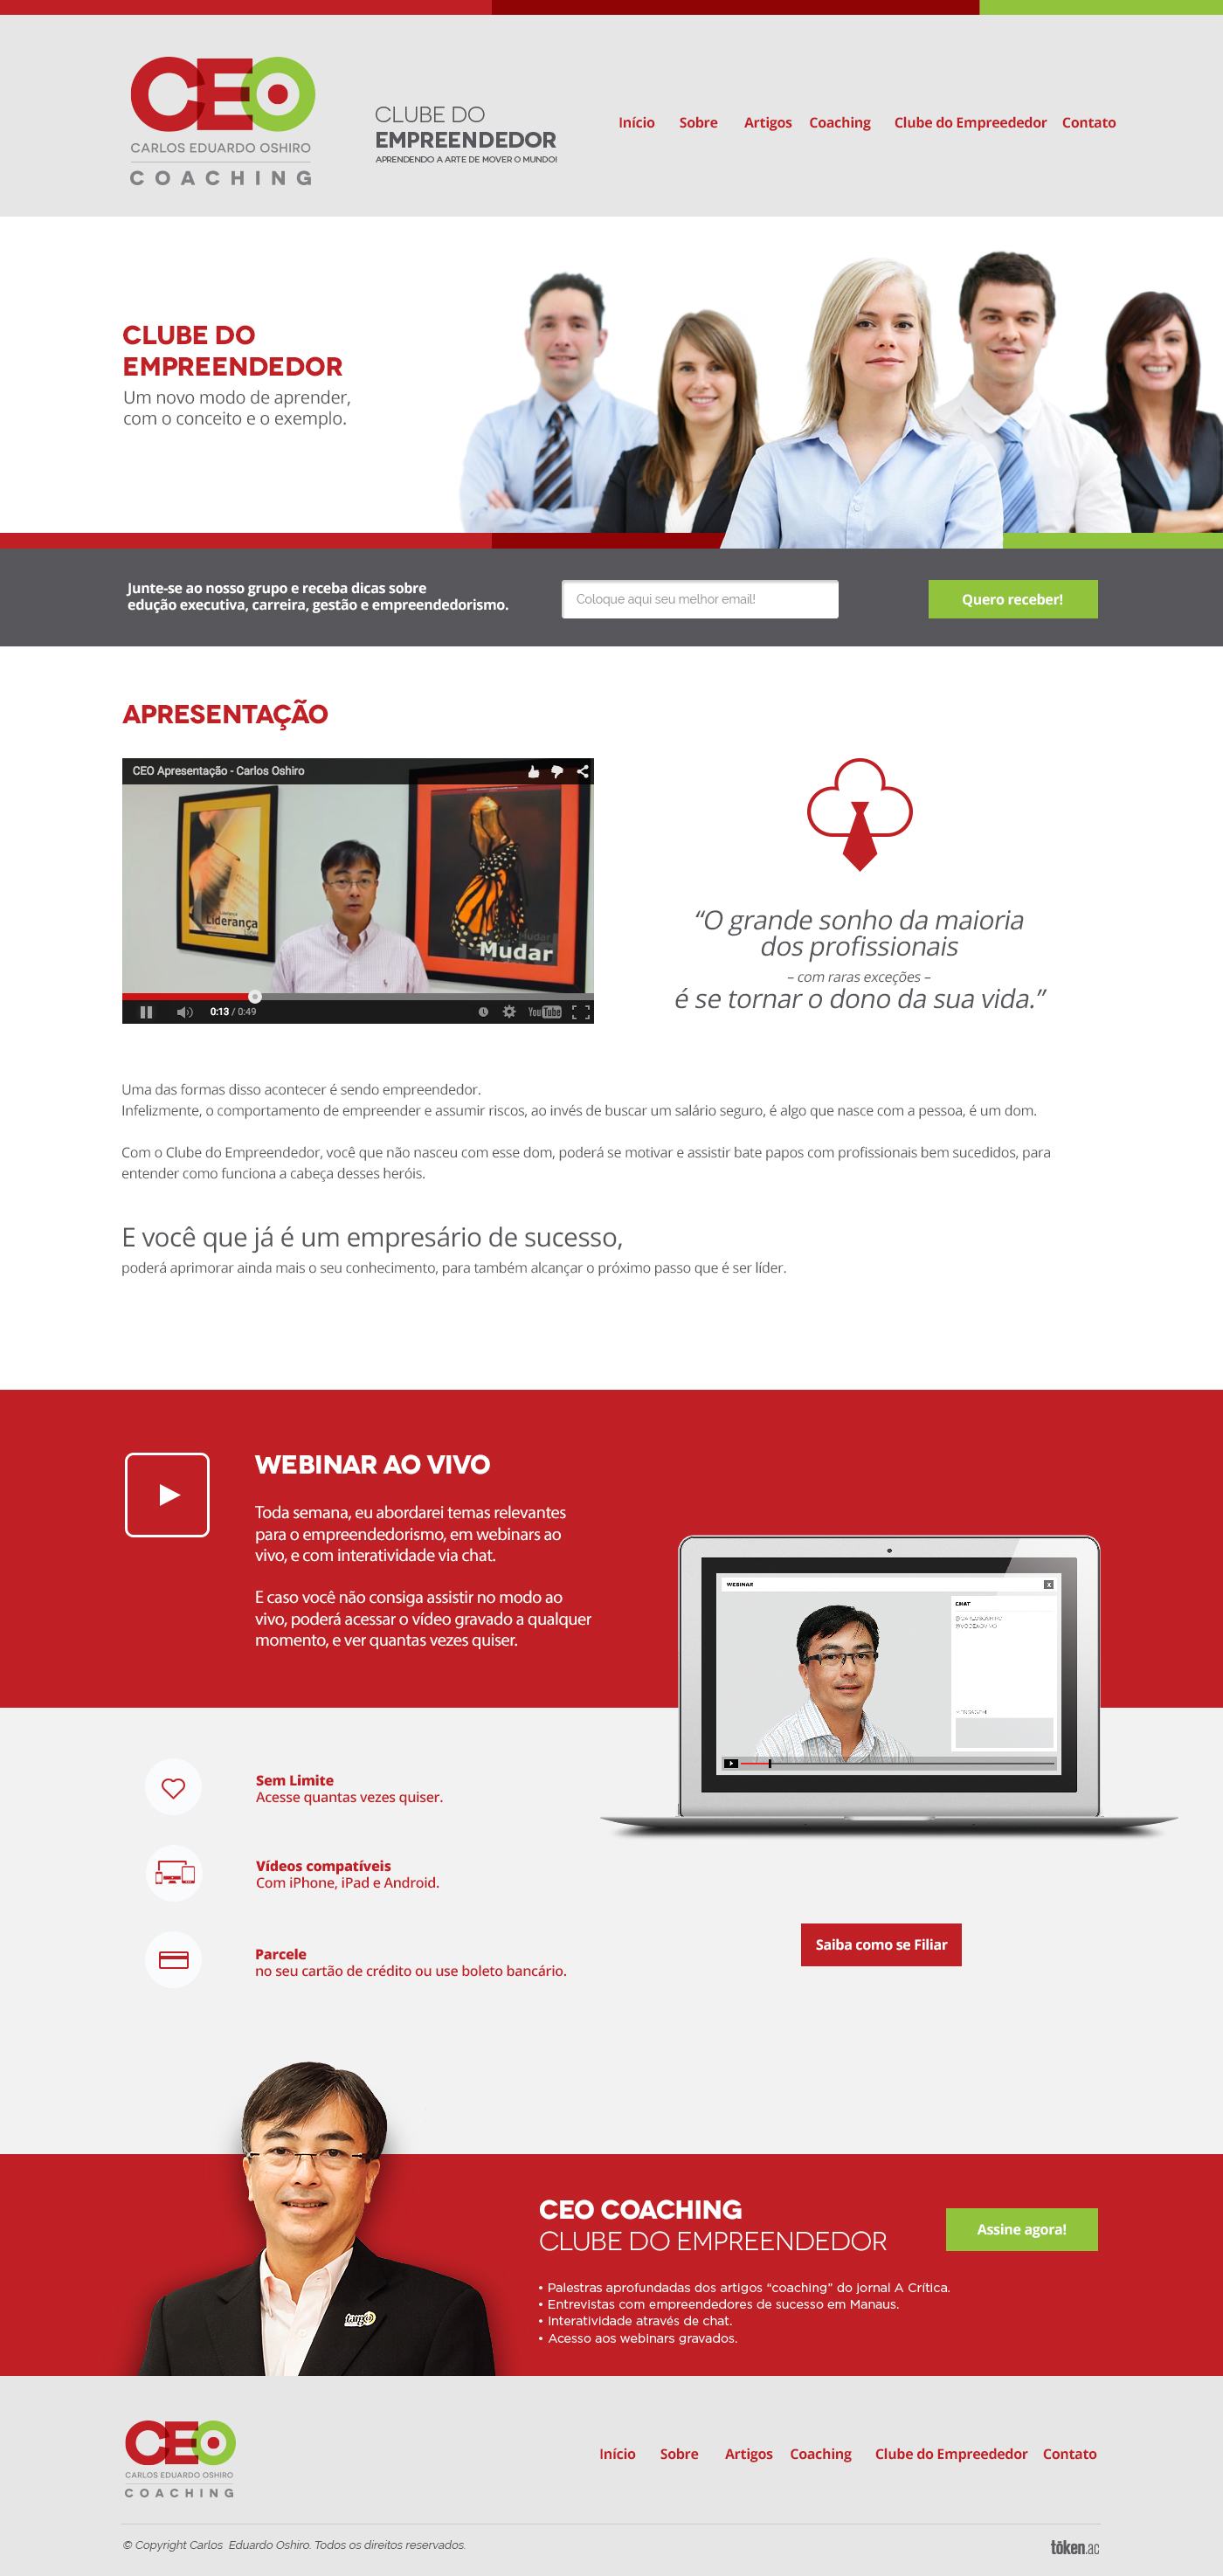 CEO
CARLOS EDUARDO OSHIRO
COACHING
CLUBE DO
EMPREENDEDOR
APRENDENDO A ARTE DE MOVER O MUNDO!
Início Sobre Artigos Coaching Clube do Empreededor Contato
CLUBE DO
EMPREENDEDOR
Um novo modo de aprender,
com o conceito e o exemplo.
Junte-se ao nosso grupo e receba dicas sobre
edução executiva, carreira, gestão e empreendedorismo.
Coloque aqui seu melhor email!
Quero receber!
APRESENTAÇÃO
CEO Apresentação - Carlos Oshiro
Liderança
Mudar
Mudar
0:13 / 0:49
YouTube
“O grande sonho da maioria
dos profissionais
– com raras exceções –
é se tornar o dono da sua vida.”
Uma das formas disso acontecer é sendo empreendedor.
Infelizmente, o comportamento de empreender e assumir riscos, ao invés de buscar um salário seguro, é algo que nasce com a pessoa, é um dom.
Com o Clube do Empreendedor, você que não nasceu com esse dom, poderá se motivar e assistir bate papos com profissionais bem sucedidos, para
entender como funciona a cabeça desses heróis.
E você que já é um empresário de sucesso,
poderá aprimorar ainda mais o seu conhecimento, para também alcançar o próximo passo que é ser líder.
WEBINAR AO VIVO
Toda semana, eu abordarei temas relevantes
para o empreendedorismo, em webinars ao
vivo, e com interatividade via chat.
E caso você não consiga assistir no modo ao
vivo, poderá acessar o vídeo gravado a qualquer
momento, e ver quantas vezes quiser.
WEBINAR
X
CHAT
Sem Limite
Acesse quantas vezes quiser.
Vídeos compatíveis
Com iPhone, iPad e Android.
Parcele
no seu cartão de crédito ou use boleto bancário.
Saiba como se Filiar
CEO COACHING
CLUBE DO EMPREENDEDOR
Assine agora!
• Palestras aprofundadas dos artigos “coaching” do jornal A Crítica.
• Entrevistas com empreendedores de sucesso em Manaus.
• Interatividade através de chat.
• Acesso aos webinars gravados.
CEO
CARLOS EDUARDO OSHIRO
COACHING
Início Sobre Artigos Coaching Clube do Empreededor Contato
© Copyright Carlos Eduardo Oshiro. Todos os direitos reservados.
tōken.ac